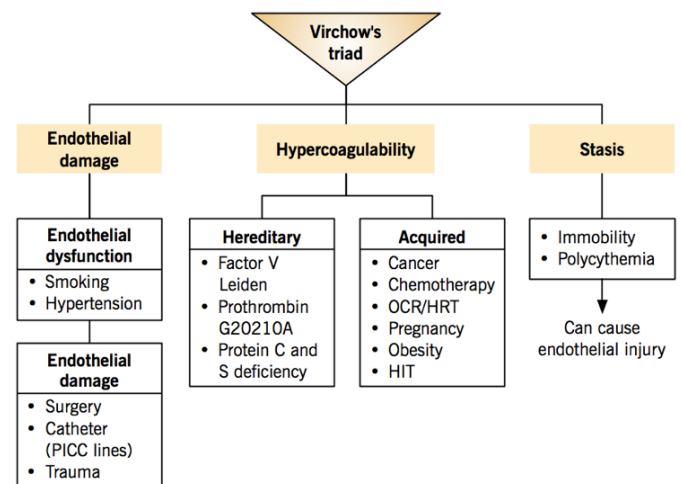 Virchow's
triad
Endothelial
damage
Hypercoagulability
Stasis
Endothelial
dysfunction
• Smoking
• Hypertension
Endothelial
damage
• Surgery
• Catheter
(PICC lines)
• Trauma
Hereditary
• Factor V
Leiden
• Prothrombin
G20210A
• Protein C and
S deficiency
Acquired
• Cancer
• Chemotherapy
• OCR/HRT
• Pregnancy
• Obesity
• HIT
• Immobility
• Polycythemia
Can cause
endothelial injury